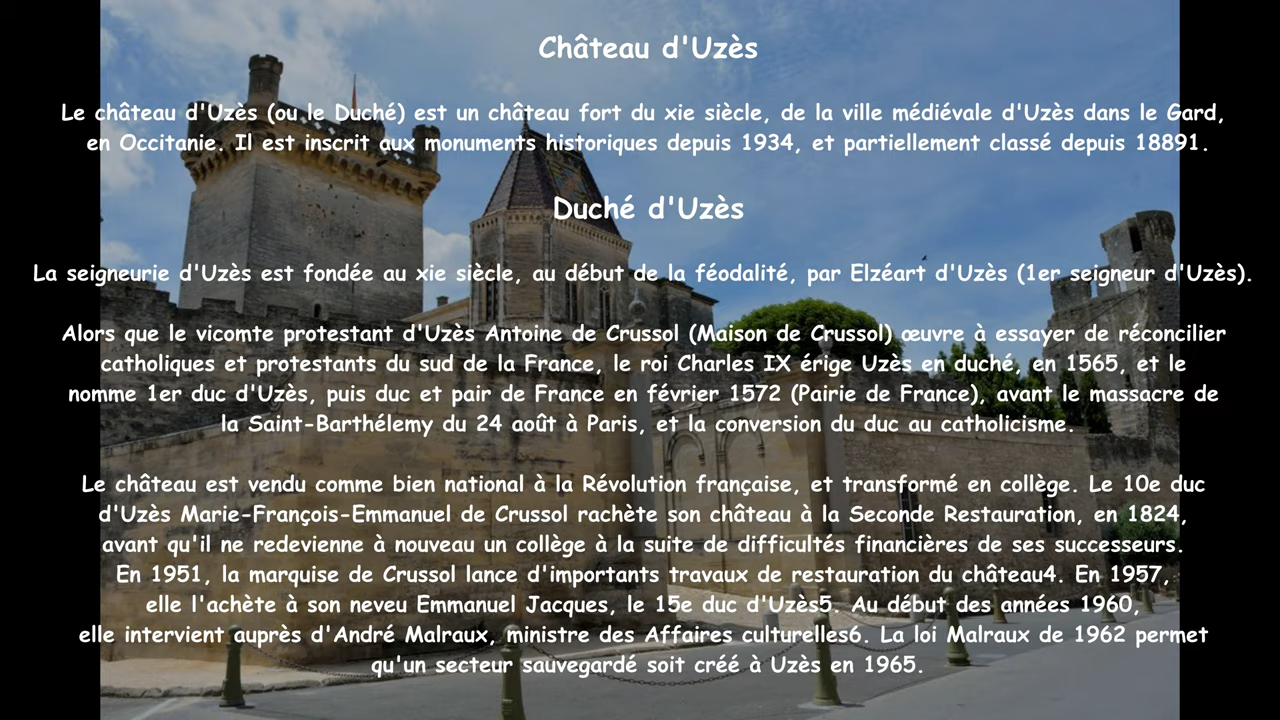 Château d'Uzès
Le château d'Uzès (ou le Duché) est un château fort du xie siècle, de la ville médiévale d'Uzès dans le Gard,
en Occitanie. Il est inscrit aux monuments historiques depuis 1934, et partiellement classé depuis 18891.
Duché d'Uzès
La seigneurie d'Uzès est fondée au xie siècle, au début de la féodalité, par Elzéart d'Uzès (1er seigneur d'Uzès).
Alors que le vicomte protestant d'Uzès Antoine de Crussol (Maison de Crussol) œuvre à essayer de réconcilier
catholiques et protestants du sud de la France, le roi Charles IX érige Uzès en duché, en 1565, et le
nomme 1er duc d'Uzès, puis duc et pair de France en février 1572 (Pairie de France), avant le massacre de
la Saint-Barthélemy du 24 août à Paris, et la conversion du duc au catholicisme.
Le château est vendu comme bien national à la Révolution française, et transformé en collège. Le 10e duc
d'Uzès Marie-François-Emmanuel de Crussol rachète son château à la Seconde Restauration, en 1824,
avant qu'il ne redevienne à nouveau un collège à la suite de difficultés financières de ses successeurs.
En 1951, la marquise de Crussol lance d'importants travaux de restauration du château4. En 1957,
elle l'achète à son neveu Emmanuel Jacques, le 15e duc d'Uzès5. Au début des années 1960,
elle intervient auprès d'André Malraux, ministre des Affaires culturelles6. La loi Malraux de 1962 permet
qu'un secteur sauvegardé soit créé à Uzès en 1965.